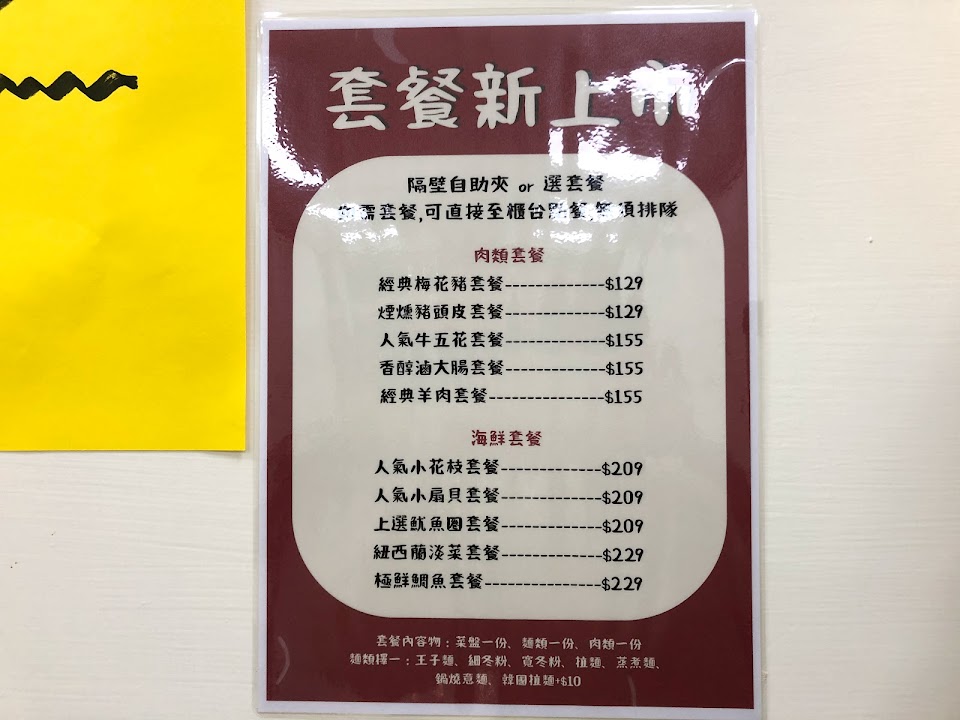 套餐新上市
隔壁自助夾 or 選套餐
需套餐,可直接至櫃台點餐,無須排隊
肉類套餐
經典梅花豬套餐-------------$129
煙燻豬頭皮套餐-------------$129
人氣牛五花套餐-------------$155
香醇滷大腸套餐-------------$155
經典羊肉套餐---------------$155
海鮮套餐
人氣小花枝套餐-------------$209
人氣小扇貝套餐-------------$209
上選魷魚圈套餐-------------$209
紐西蘭淡菜套餐-------------$229
極鮮鯛魚套餐---------------$229
套餐內容物:菜盤一份、麵類一份、肉類一份
麵類擇一:王子麵、細冬粉、寬冬粉、拉麵、蒸煮麵、
鍋燒意麵、韓國拉麵+$10